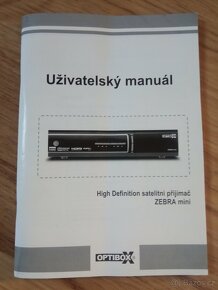 Uživatelský manuál
High Definition satelitní přijímač
ZEBRA mini
OPTIBOX